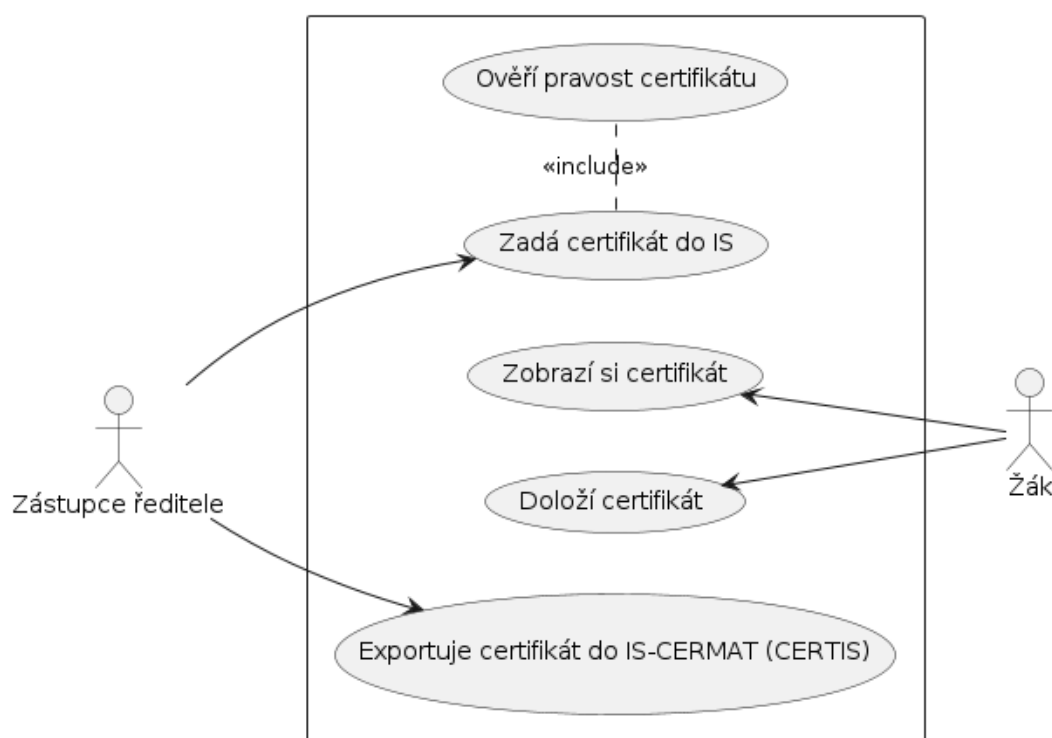 Ověří pravost certifikátu
«include»
Zadá certifikát do IS
Zobrazí si certifikát
Doloží certifikát
Exportuje certifikát do IS-CERMAT (CERTIS)
Zástupce ředitele
Žák